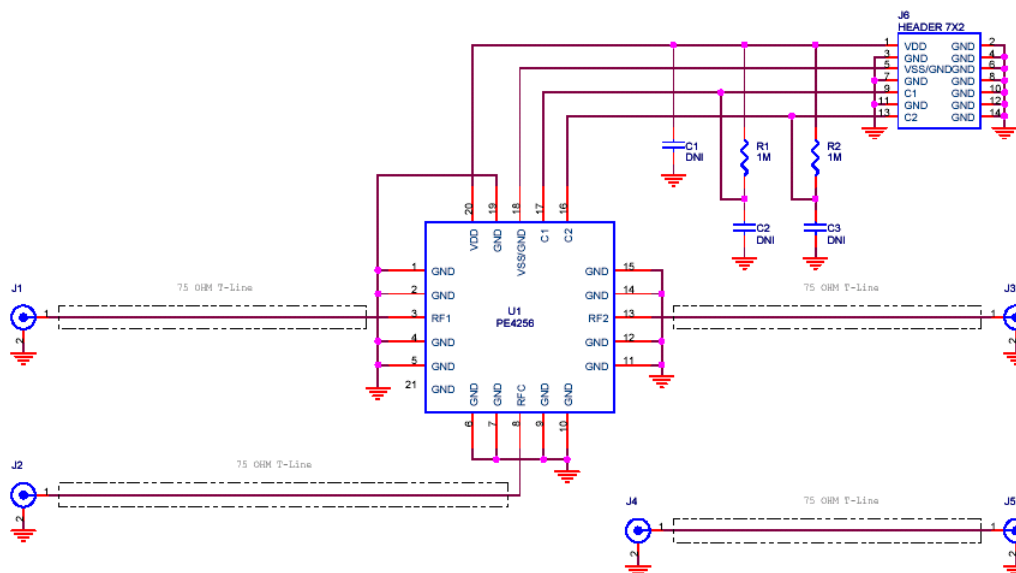 J6
HEADER 7X2
1 VDD GND 2
3 GND GND 4
5 VSS/GND GND 6
7 GND GND 8
9 C1 GND 10
11 GND GND 12
13 C2 GND 14
C1
DNI
R1
1M
R2
1M
C2
DNI
C3
DNI
20 19 18 17 16
VDD GND VSS/GND C1 C2
1 GND
2 GND
3 RF1
4 GND
5 GND
21 GND
U1
PE4256
GND 15
GND 14
RF2 13
GND 12
GND 11
GND GND RFC GND GND
6 7 8 9 10
J1
1
2
75 OHM T-Line
75 OHM T-Line
J3
1
2
J2
1
2
75 OHM T-Line
J4
1
2
75 OHM T-Line
J5
1
2